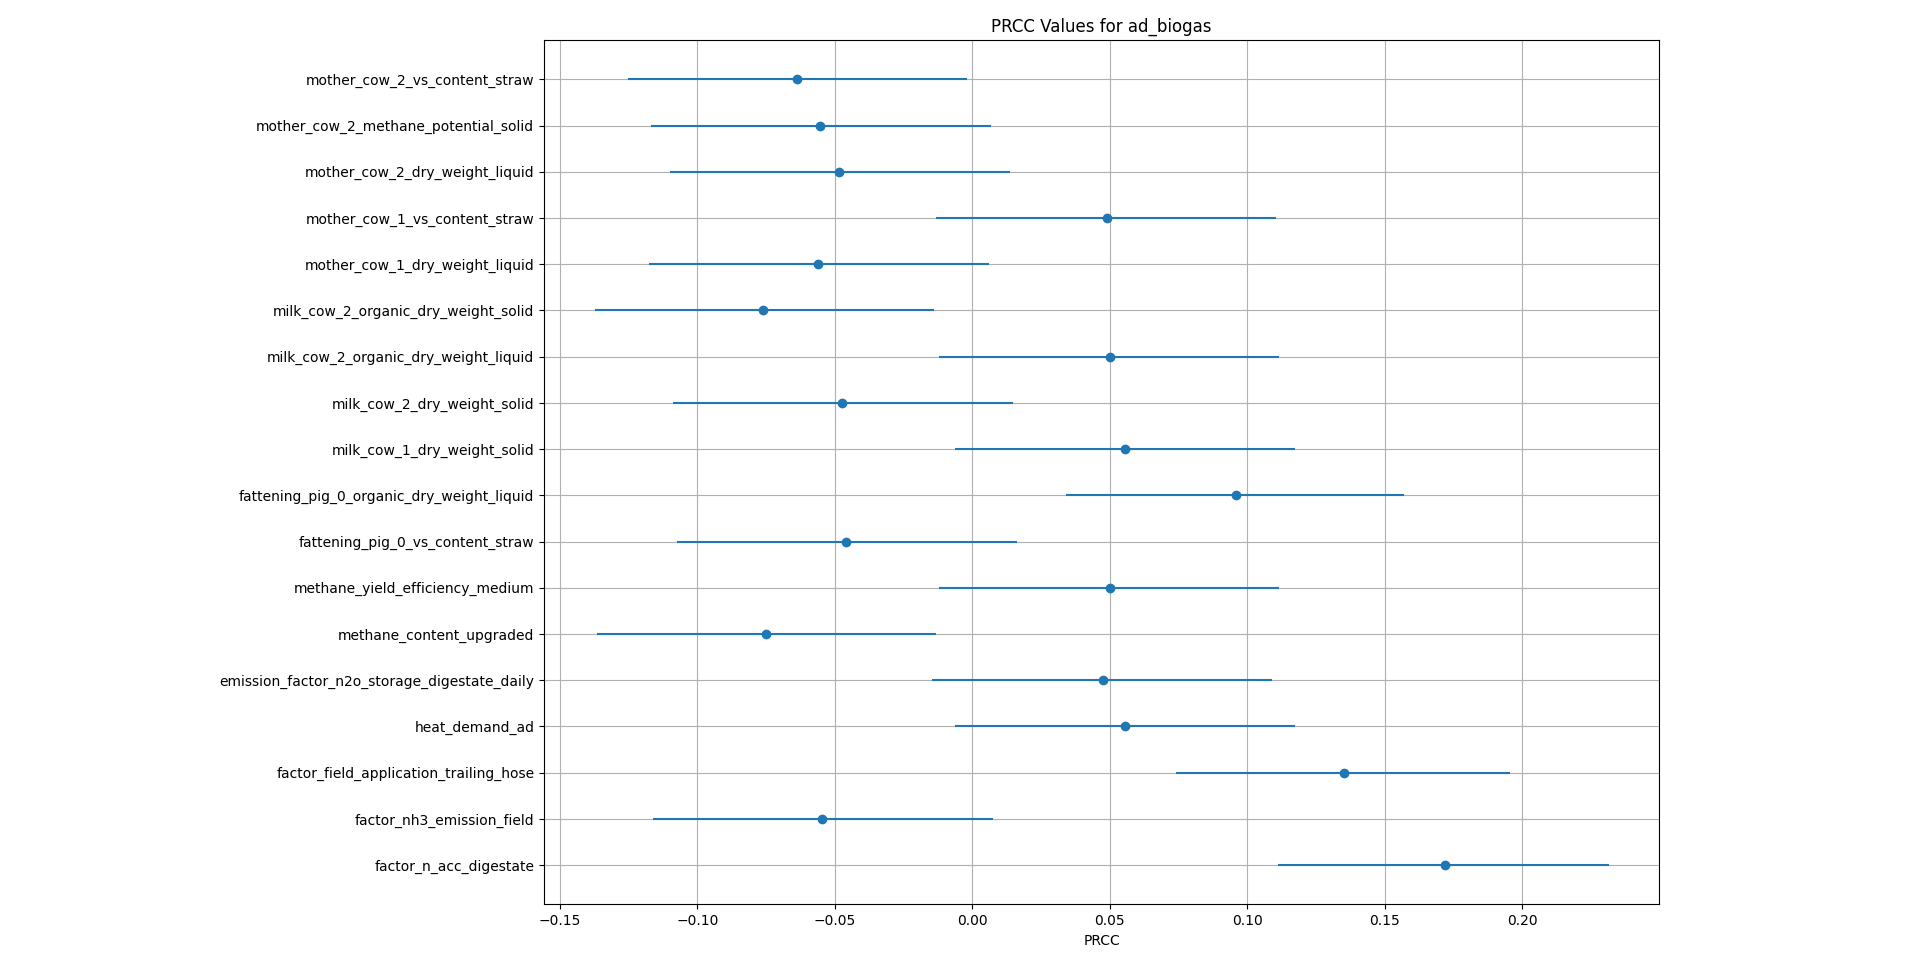 PRCC Values for ad_biogas
mother_cow_2_vs_content_straw
mother_cow_2_methane_potential_solid
mother_cow_2_dry_weight_liquid
mother_cow_1_vs_content_straw
mother_cow_1_dry_weight_liquid
milk_cow_2_organic_dry_weight_solid
milk_cow_2_organic_dry_weight_liquid
milk_cow_2_dry_weight_solid
milk_cow_1_dry_weight_solid
fattening_pig_0_organic_dry_weight_liquid
fattening_pig_0_vs_content_straw
methane_yield_efficiency_medium
methane_content_upgraded
emission_factor_n2o_storage_digestate_daily
heat_demand_ad
factor_field_application_trailing_hose
factor_nh3_emission_field
factor_n_acc_digestate
−0.15 −0.10 −0.05 0.00 0.05 0.10 0.15 0.20
PRCC